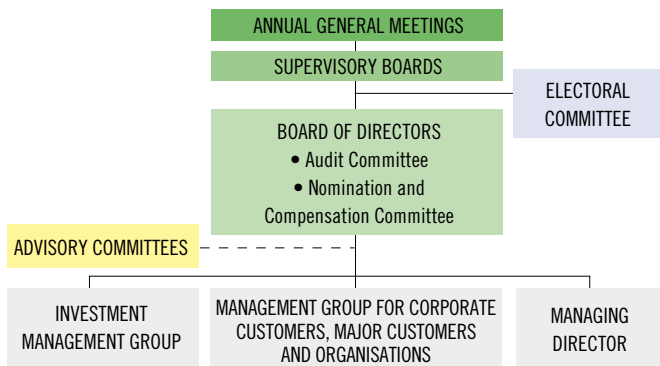 ANNUAL GENERAL MEETINGS
SUPERVISORY BOARDS
ELECTORAL
COMMITTEE
BOARD OF DIRECTORS
• Audit Committee
• Nomination and
Compensation Committee
ADVISORY COMMITTEES
INVESTMENT
MANAGEMENT GROUP
MANAGEMENT GROUP FOR CORPORATE
CUSTOMERS, MAJOR CUSTOMERS
AND ORGANISATIONS
MANAGING
DIRECTOR